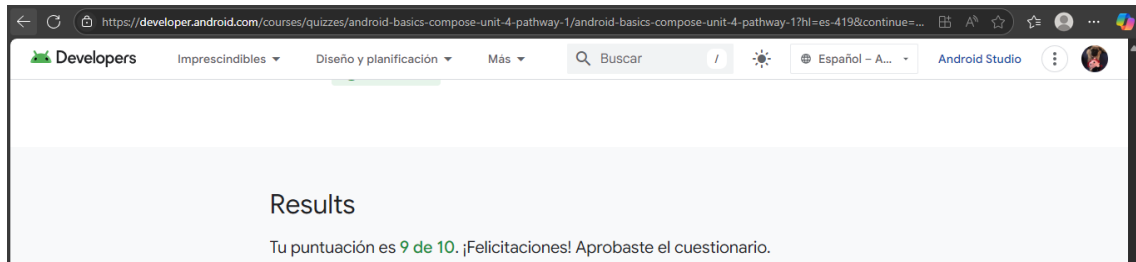 https://developer.android.com/courses/quizzes/android-basics-compose-unit-4-pathway-1/android-basics-compose-unit-4-pathway-1?hl=es-419&continue=...
Developers Imprescindibles Diseño y planificación Más Buscar / Español – A... Android Studio
Results
Tu puntuación es 9 de 10. ¡Felicitaciones! Aprobaste el cuestionario.